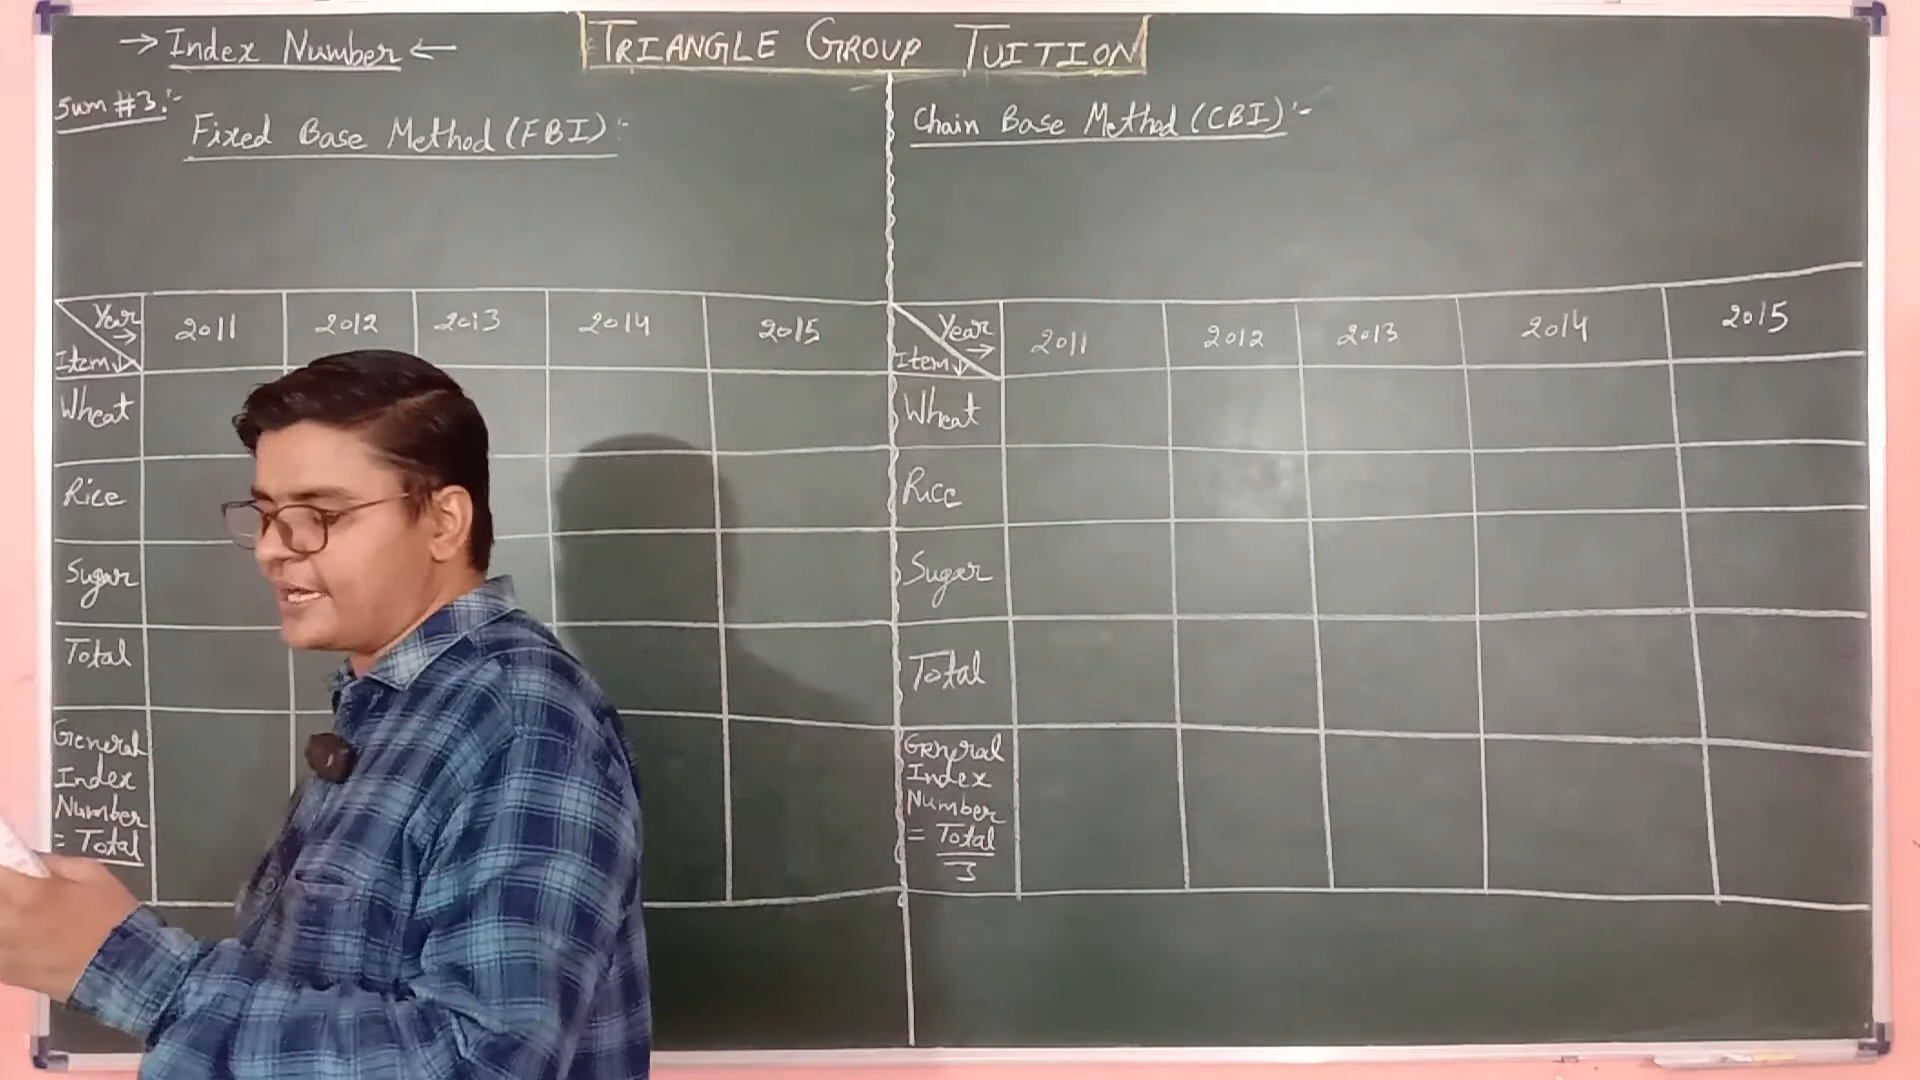 → Index Number ←
TRIANGLE GROUP TUITION
Sum #3:-
Fixed Base Method (FBI):-
Year →
Item ↓
2011
2012
2013
2014
2015
Wheat
Rice
Sugar
Total
General
Index
Number
= Total
Chain Base Method (CBI):-
Year →
Item ↓
2011
2012
2013
2014
2015
Wheat
Rice
Sugar
Total
General
Index
Number
= Total
3